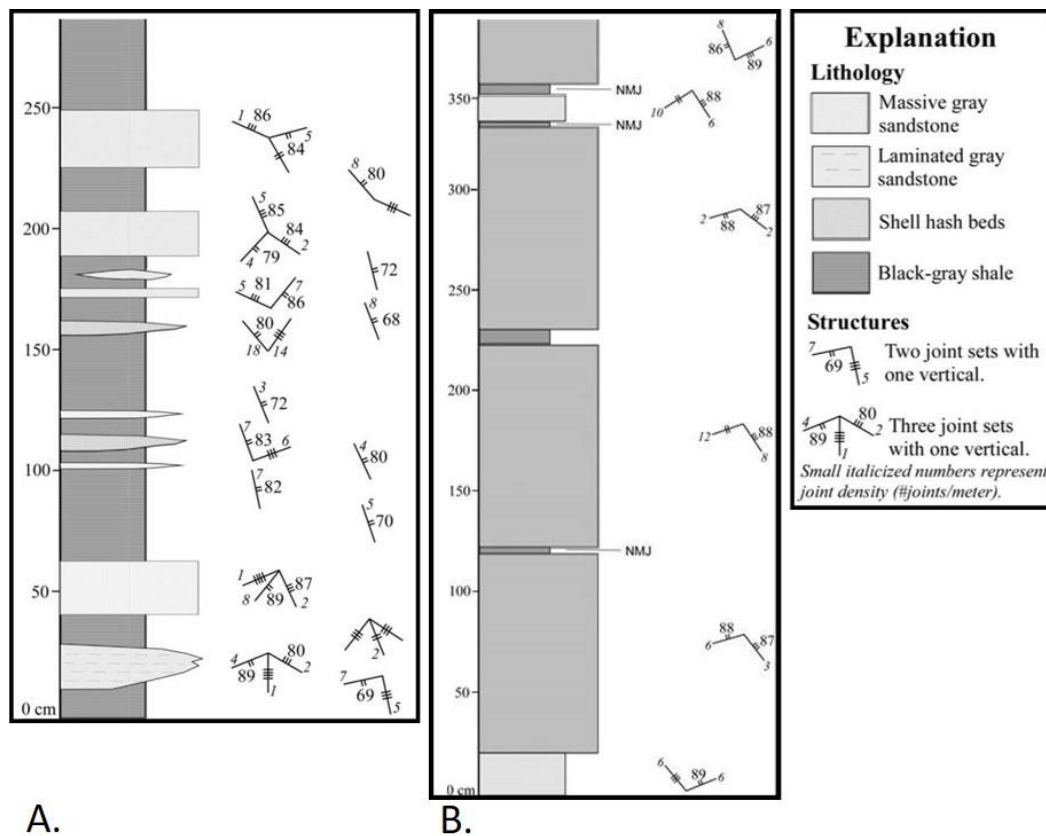 250
200
150
100
50
0 cm
1 86
5
84
8 80
5
85
84
4 79 2
72
5 81 7
86
8
68
80
18 14
3
72
7
83 6
4
80
7
82
5
70
1
87
8 89 2
2
4 80
89 2
1
7
69
5
A.
350
300
250
200
150
100
50
0 cm
NMJ
NMJ
NMJ
8
86 6
89
88
10
6
2 87
88 2
12 88
8
88
6 87
3
6
89 6
B.
Explanation
Lithology
Massive gray
sandstone
Laminated gray
sandstone
Shell hash beds
Black-gray shale
Structures
7
69
5
Two joint sets with
one vertical.
4 80
89 2
1
Three joint sets
with one vertical.
Small italicized numbers represent
joint density (#joints/meter).